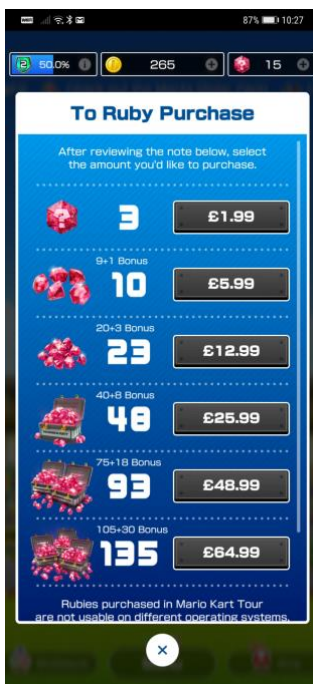 87% 10:27
2 50.0% 265 15
To Ruby Purchase
After reviewing the note below, select
the amount you'd like to purchase.
3 £1.99
9+1 Bonus
10 £5.99
20+3 Bonus
23 £12.99
40+8 Bonus
48 £25.99
75+18 Bonus
93 £48.99
105+30 Bonus
135 £64.99
Rubies purchased in Mario Kart Tour
are not usable on different operating systems.